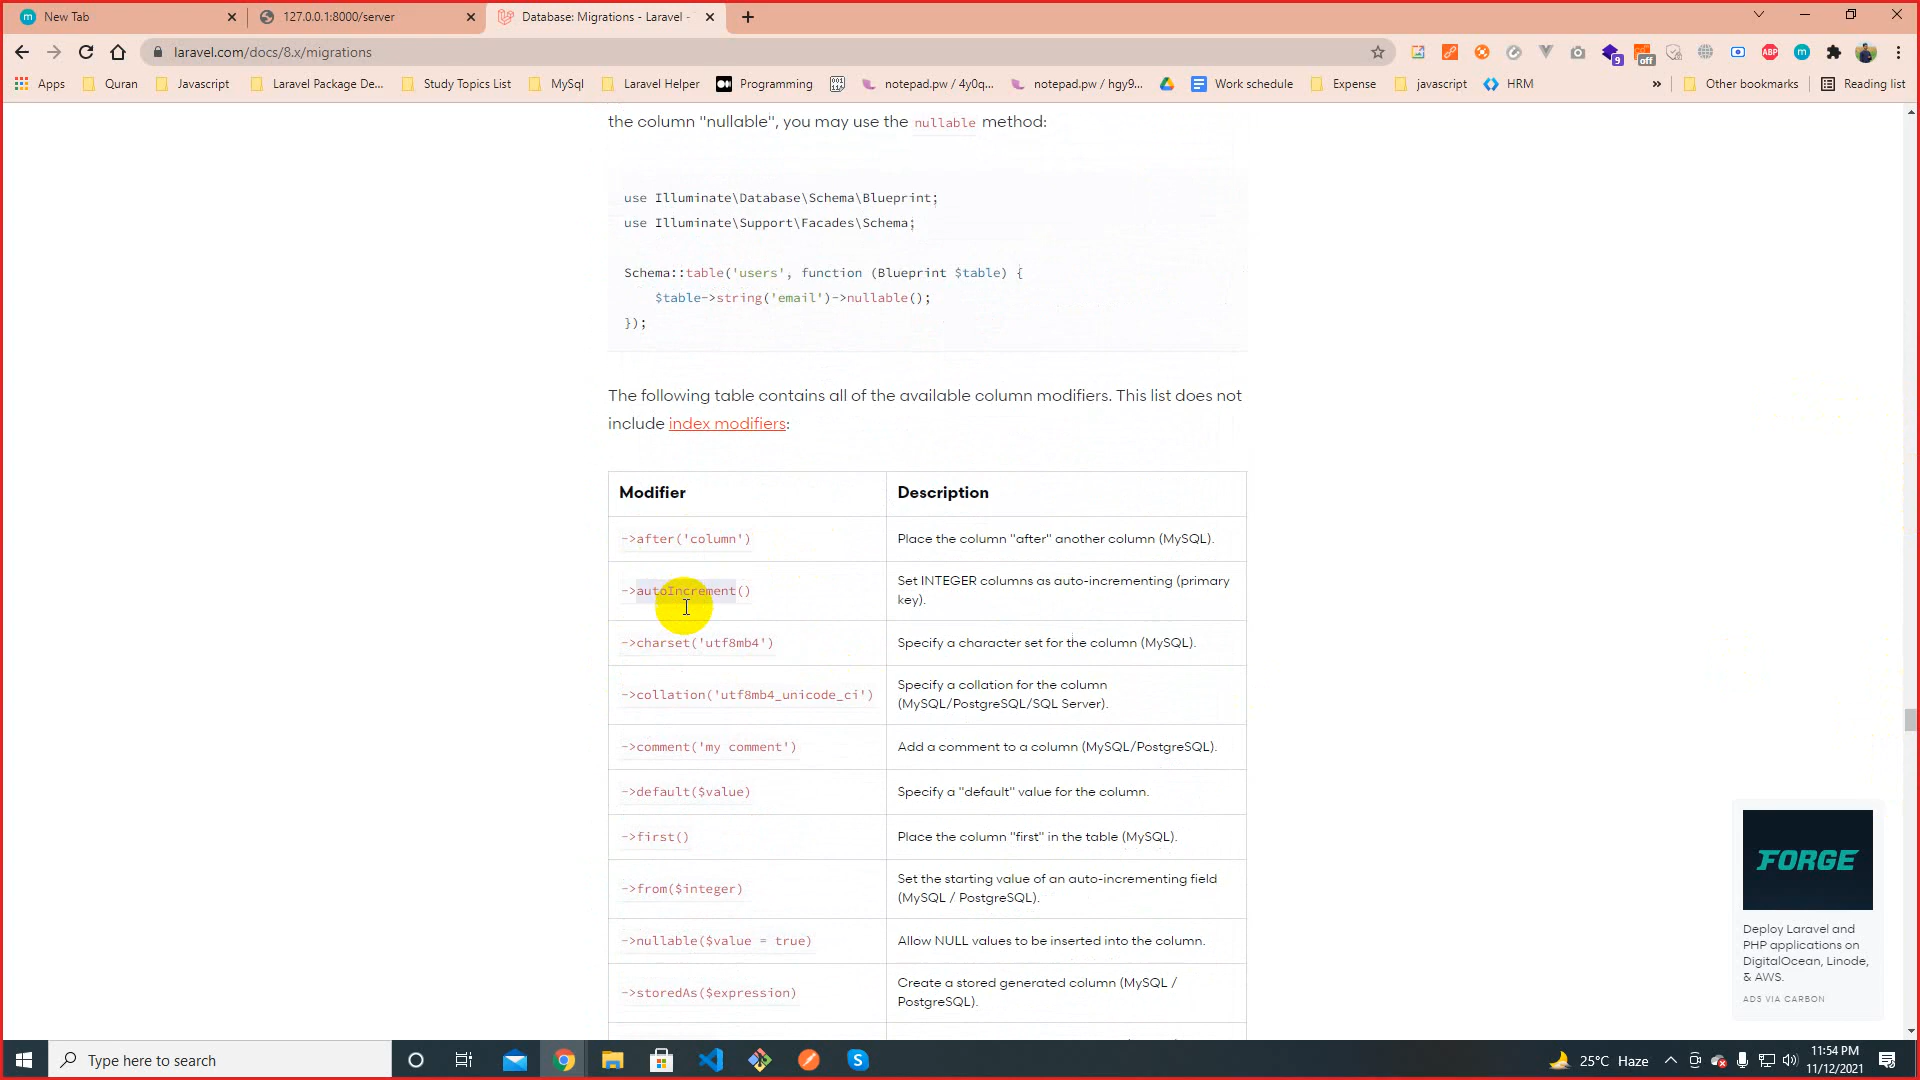 New Tab
127.0.0.1:8000/server
Database: Migrations - Laravel -
laravel.com/docs/8.x/migrations
9
off
ABP
Apps
Quran
Javascript
Laravel Package De...
Study Topics List
MySql
Laravel Helper
Programming
notepad.pw / 4y0q...
notepad.pw / hgy9...
Work schedule
Expense
javascript
HRM
»
Other bookmarks
Reading list
the column "nullable", you may use the nullable method:
use Illuminate\Database\Schema\Blueprint;
use Illuminate\Support\Facades\Schema;
Schema::table('users', function (Blueprint $table) {
$table->string('email')->nullable();
});
The following table contains all of the available column modifiers. This list does not
include index modifiers:
Modifier
Description
->after('column')
Place the column "after" another column (MySQL).
->autoIncrement()
Set INTEGER columns as auto-incrementing (primary
key).
->charset('utf8mb4')
Specify a character set for the column (MySQL).
->collation('utf8mb4_unicode_ci')
Specify a collation for the column
(MySQL/PostgreSQL/SQL Server).
->comment('my comment')
Add a comment to a column (MySQL/PostgreSQL).
->default($value)
Specify a "default" value for the column.
->first()
Place the column "first" in the table (MySQL).
->from($integer)
Set the starting value of an auto-incrementing field
(MySQL / PostgreSQL).
->nullable($value = true)
Allow NULL values to be inserted into the column.
->storedAs($expression)
Create a stored generated column (MySQL /
PostgreSQL).
FORGE
Deploy Laravel and
PHP applications on
DigitalOcean, Linode,
& AWS.
ADS VIA CARBON
Type here to search
25°C Haze
11:54 PM
11/12/2021